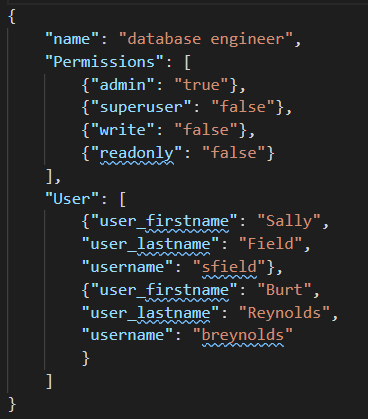 {
"name": "database engineer",
"Permissions": [
{"admin": "true"},
{"superuser": "false"},
{"write": "false"},
{"readonly": "false"}
],
"User": [
{"user_firstname": "Sally",
"user_lastname": "Field",
"username": "sfield"},
{"user_firstname": "Burt",
"user_lastname": "Reynolds",
"username": "breynolds"
}
]
}